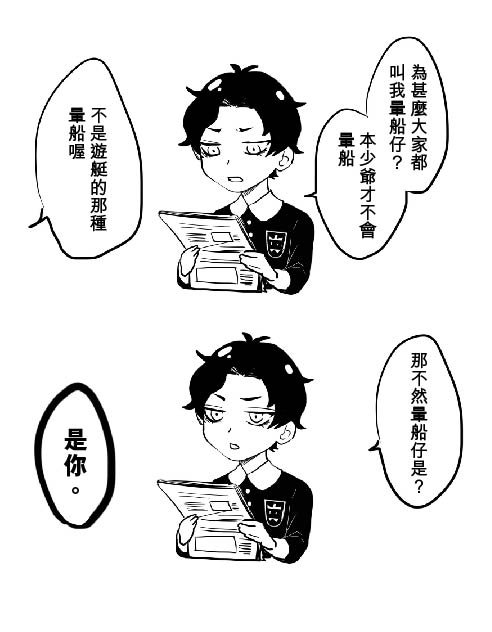 為甚麼大家都
叫我暈船仔？
本少爺才不會
暈船
不是遊艇的那種
暈船喔
那不然暈船仔是？
是你。